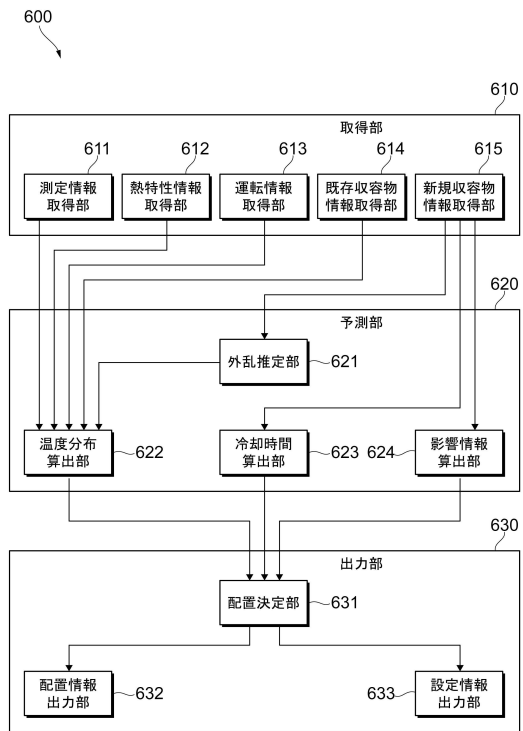 600
610
取得部
611
612
613
614
615
測定情報
取得部
熱特性情報
取得部
運転情報
取得部
既存収容物
情報取得部
新規収容物
情報取得部
620
予測部
外乱推定部
621
温度分布
算出部
622
冷却時間
算出部
623
624
影響情報
算出部
630
出力部
配置決定部
631
配置情報
出力部
632
633
設定情報
出力部